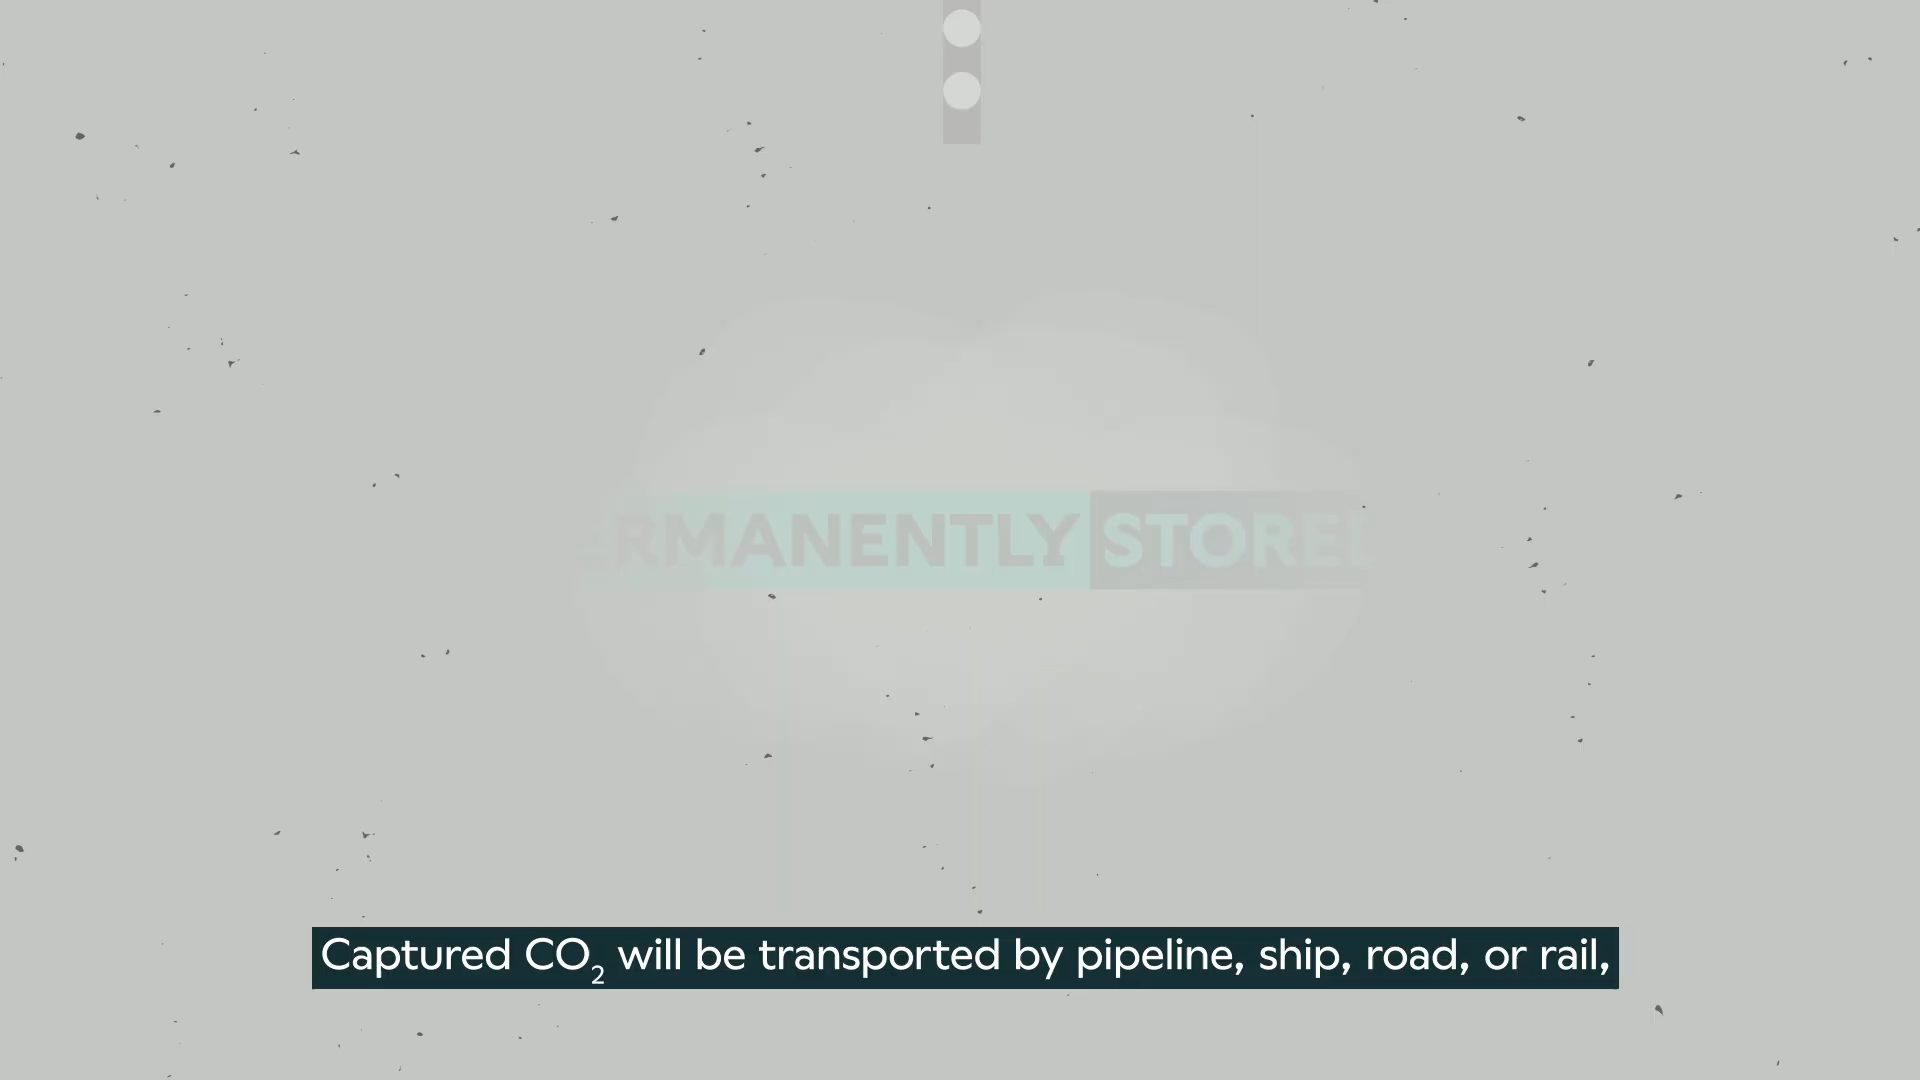 RMANENTLY STORE
Captured CO₂ will be transported by pipeline, ship, road, or rail,